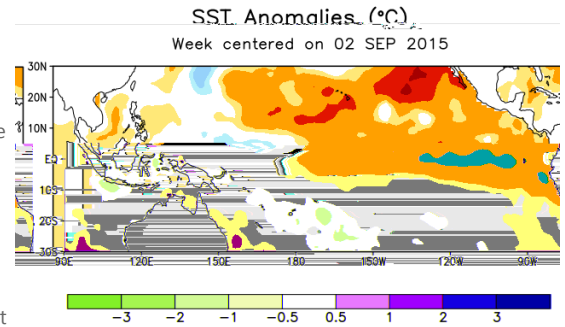 SST Anomalies (°C)
Week centered on 02 SEP 2015
30N
20N
10N
EQ
10S
20S
30S
90E 120E 150E 180 150W 120W 90W
-3 -2 -1 -0.5 0.5 1 2 3
t